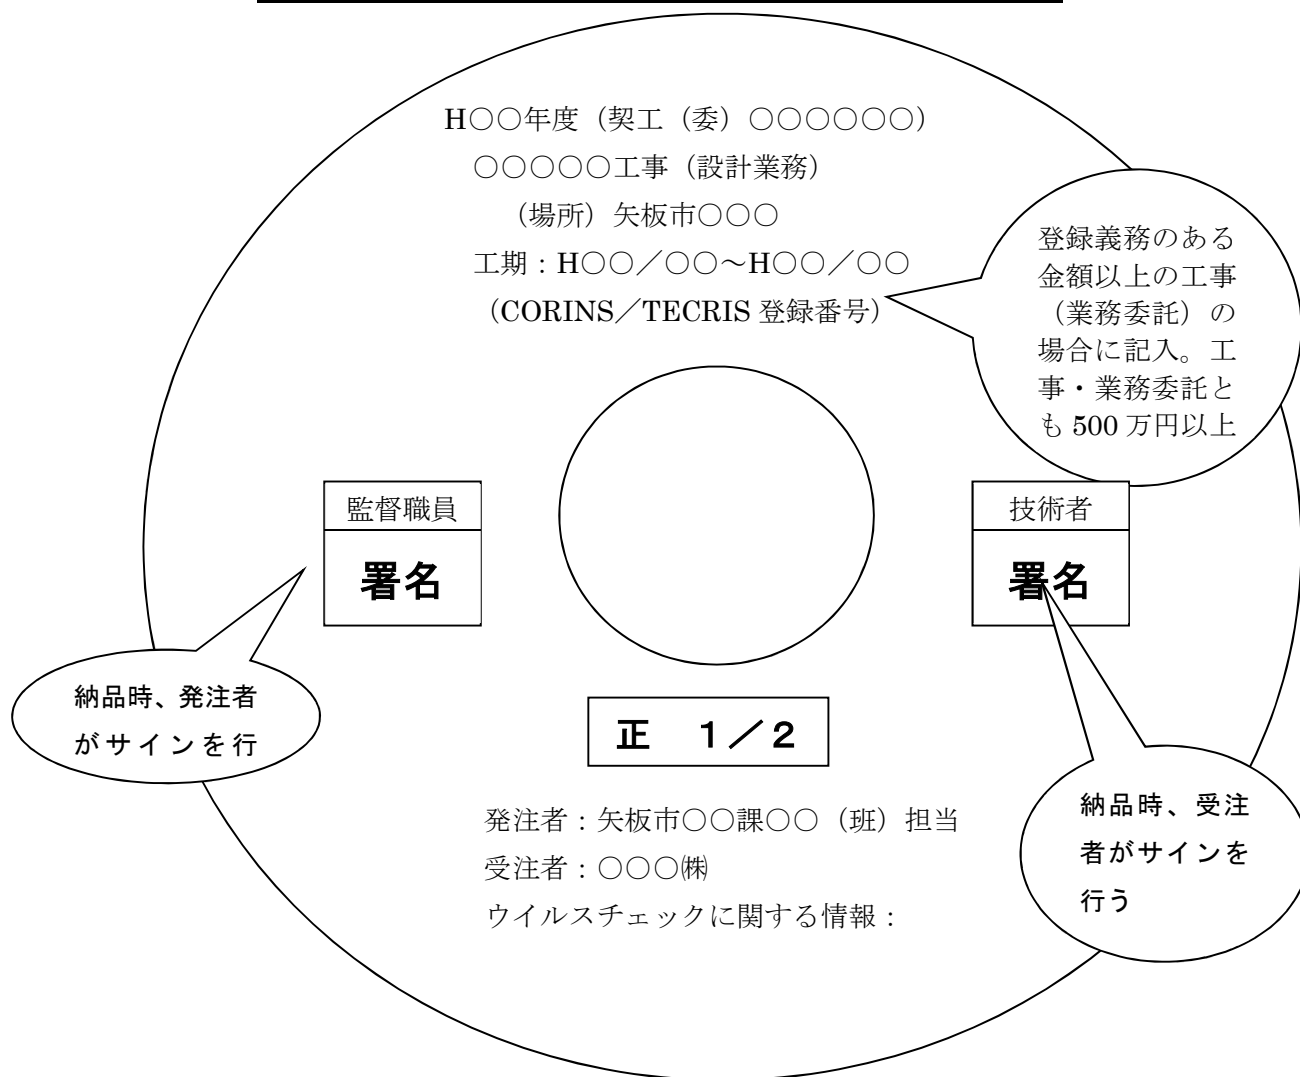 H○○年度（契工（委）○○○○○○）
○○○○○工事（設計業務）
（場所）矢板市○○○
工期：H○○／○○～H○○／○○
（CORINS／TECRIS 登録番号）
登録義務のある
金額以上の工事
（業務委託）の
場合に記入。工
事・業務委託と
も 500 万円以上
監督職員
署名
技術者
署名
納品時、発注者
がサインを行
正　１／２
納品時、受注
者がサインを
行う
発注者：矢板市○○課○○（班）担当
受注者：○○○㈱
ウイルスチェックに関する情報：